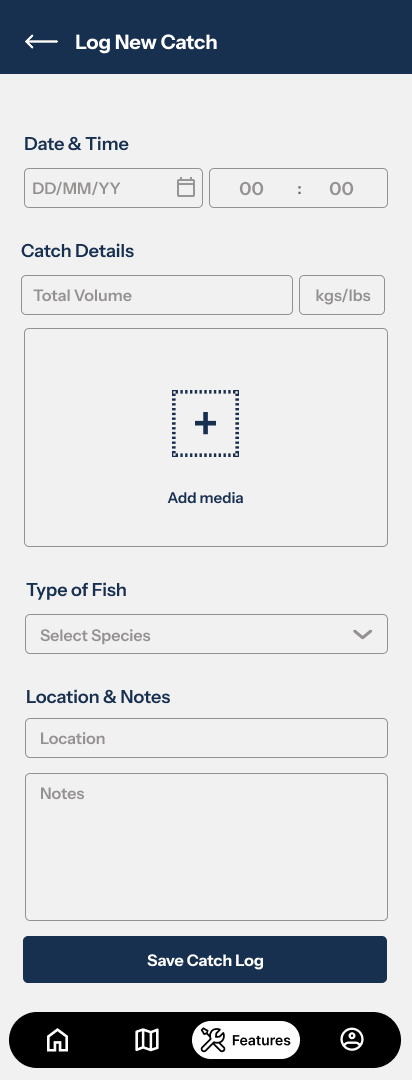 Log New Catch
Date & Time
DD/MM/YY 00 : 00
Catch Details
Total Volume kgs/lbs
Add media
Type of Fish
Select Species
Location & Notes
Location
Notes
Save Catch Log
Features